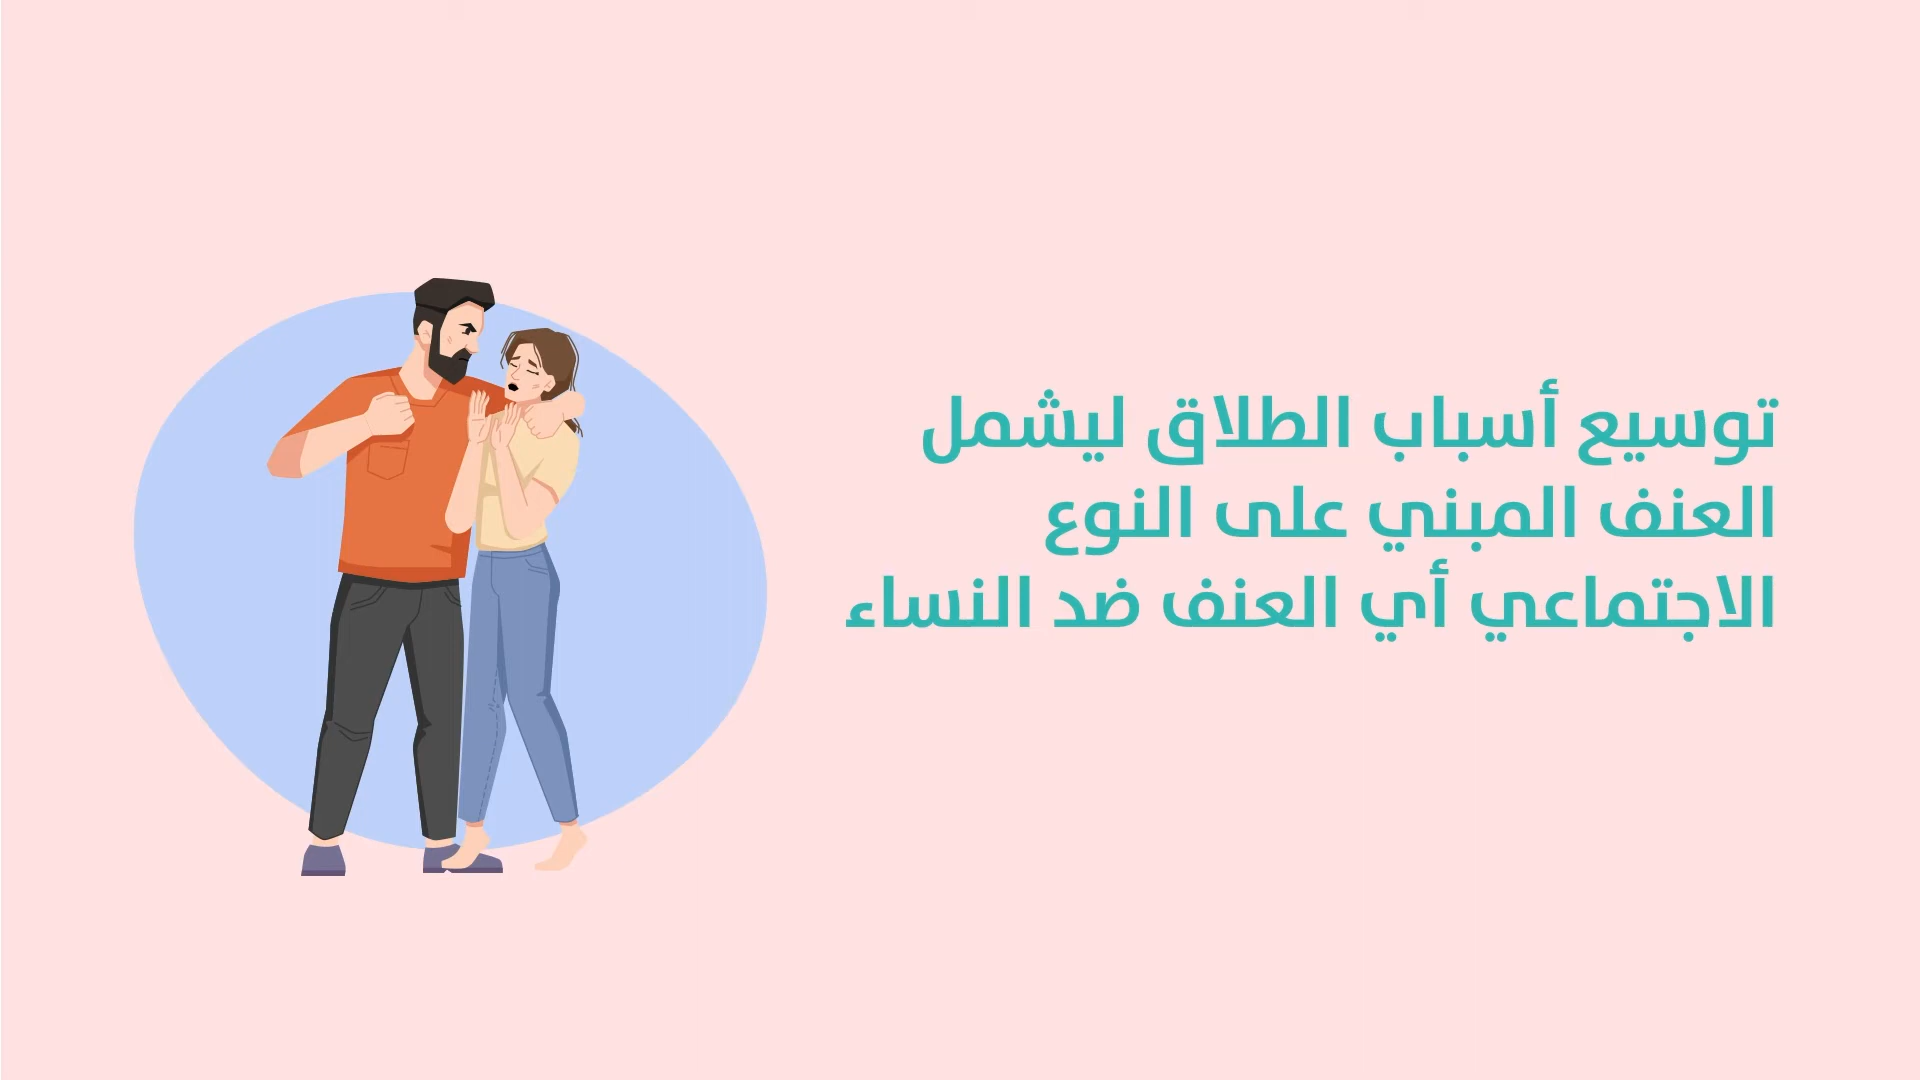 توسيع أسباب الطلاق ليشمل
العنف المبني على النوع
الاجتماعي أي العنف ضد النساء